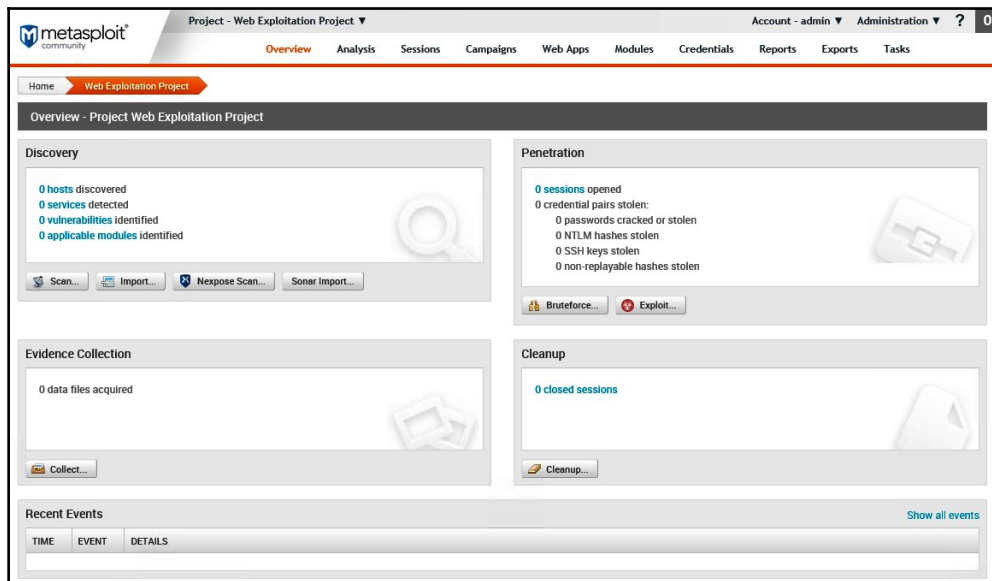 metasploit®
community
Project - Web Exploitation Project ▼
Account - admin ▼ Administration ▼ ? 0
Overview Analysis Sessions Campaigns Web Apps Modules Credentials Reports Exports Tasks
Home Web Exploitation Project
Overview - Project Web Exploitation Project
Discovery
0 hosts discovered
0 services detected
0 vulnerabilities identified
0 applicable modules identified
Scan... Import... Nexpose Scan... Sonar Import...
Penetration
0 sessions opened
0 credential pairs stolen:
0 passwords cracked or stolen
0 NTLM hashes stolen
0 SSH keys stolen
0 non-replayable hashes stolen
Bruteforce... Exploit...
Evidence Collection
0 data files acquired
Collect...
Cleanup
0 closed sessions
Cleanup...
Recent Events Show all events
TIME EVENT DETAILS